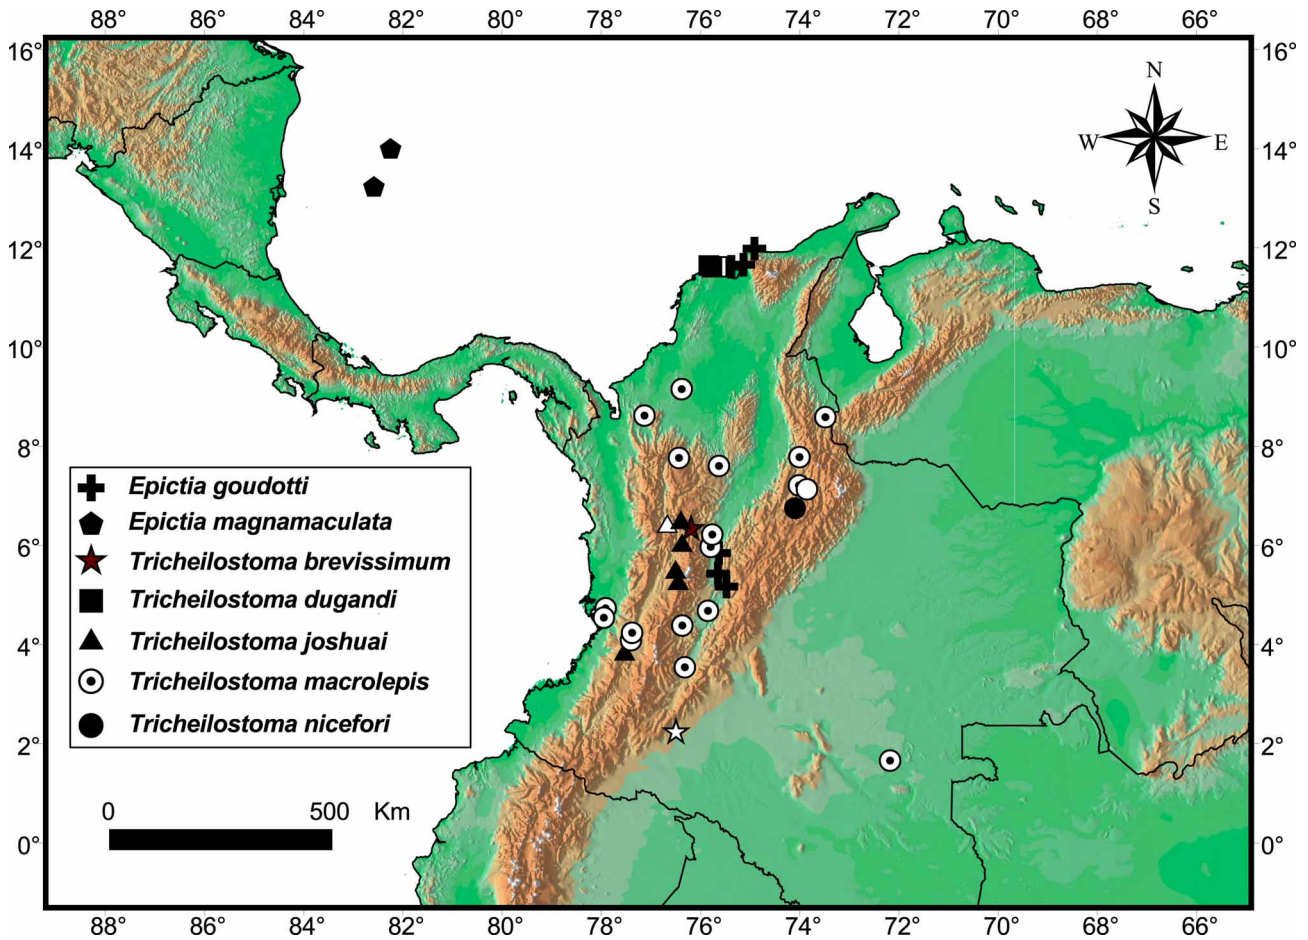 88° 86° 84° 82° 80° 78° 76° 74° 72° 70° 68° 66°
16° 16°
N
14° W E 14°
S
12° 12°
10° 10°
8° 8°
Epictia goudotti
Epictia magnamaculata
6° Tricheilostoma brevissimum 6°
Tricheilostoma dugandi
4° Tricheilostoma joshuai 4°
Tricheilostoma macrolepis
Tricheilostoma nicefori
2° 2°
0 500 Km
0° 0°
88° 86° 84° 82° 80° 78° 76° 74° 72° 70° 68° 66°